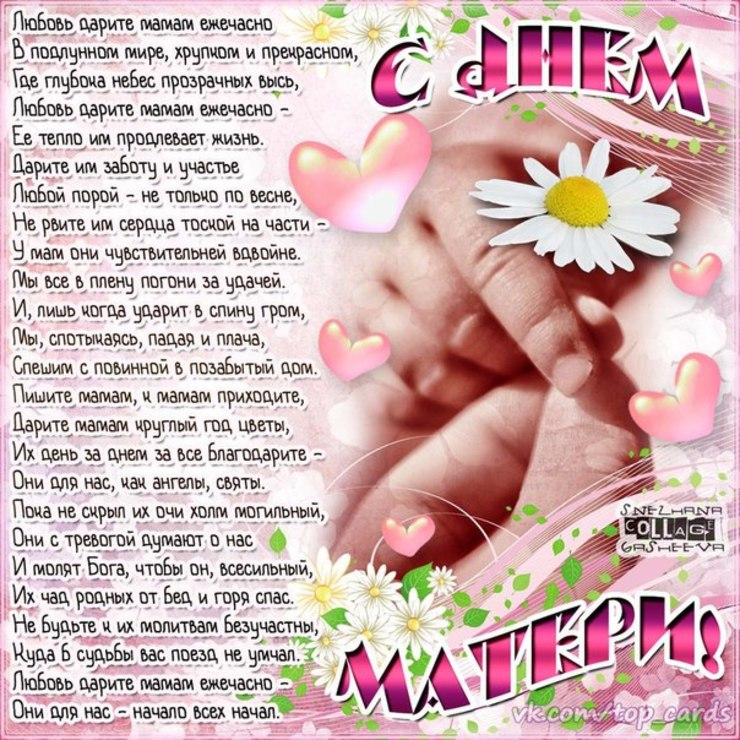 Любовь дарите мамам ежечасно
В подлунном мире, хрупком и прекрасном,
Где глубока небес прозрачных высь,
Любовь дарите мамам ежечасно -
Ее тепло им продлевает жизнь.
Дарите им заботу и участье
Любой порой - не только по весне,
Не рвите им сердца тоской на части -
У мам они чувствительней вдвойне.
Мы все в плену погони за удачей.
И, лишь когда ударит в спину гром,
Мы, спотыкаясь, падая и плача,
Спешим с повинной в позабытый дом.
Пишите мамам, к мамам приходите,
Дарите мамам круглый год цветы,
Их день за днем за все благодарите -
Они для нас, как ангелы, святы.
Пока не скрыл их очи холм могильный,
Они с тревогой думают о нас
И молят Бога, чтобы он, всесильный,
Их чад родных от бед и горя спас.
Не будьте к их молитвам безучастны,
Куда б судьбы вас поезд не умчал.
Любовь дарите мамам ежечасно -
Они для нас - начало всех начал.
С ДНЕМ
МАТЕРИ!
SNEZHANA
COLLAGE
GASHEEVA
vk.com/top_cards